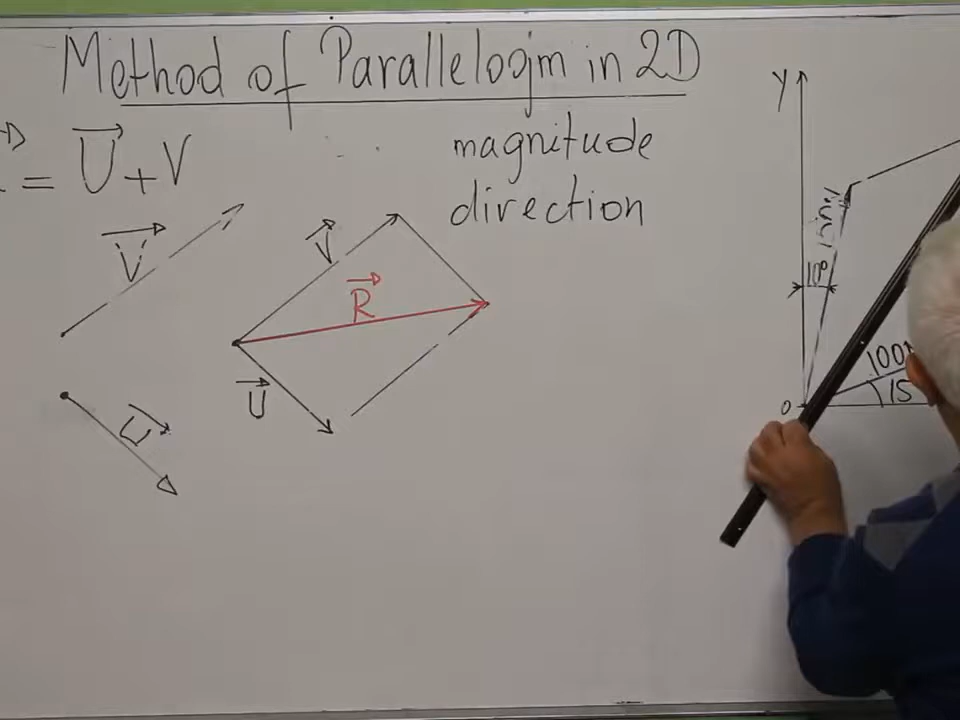 Method of Parallelogjm in 2D
= U + V
magnitude
direction
V
V
R
U
U
Y
10°
100
15
0